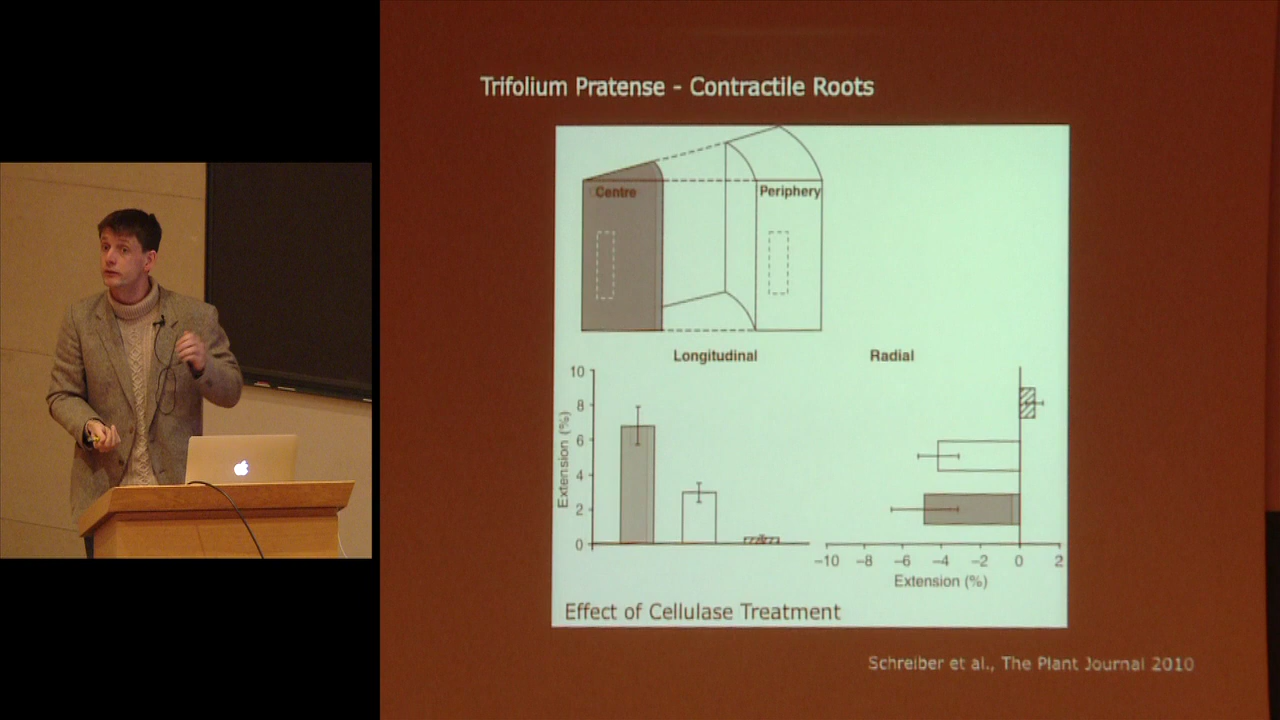 Trifolium Pratense - Contractile Roots
Centre
Periphery
Longitudinal
Radial
Extension (%)
10
8
6
4
2
0
−10 −8 −6 −4 −2 0 2
Extension (%)
Effect of Cellulase Treatment
Schreiber et al., The Plant Journal 2010